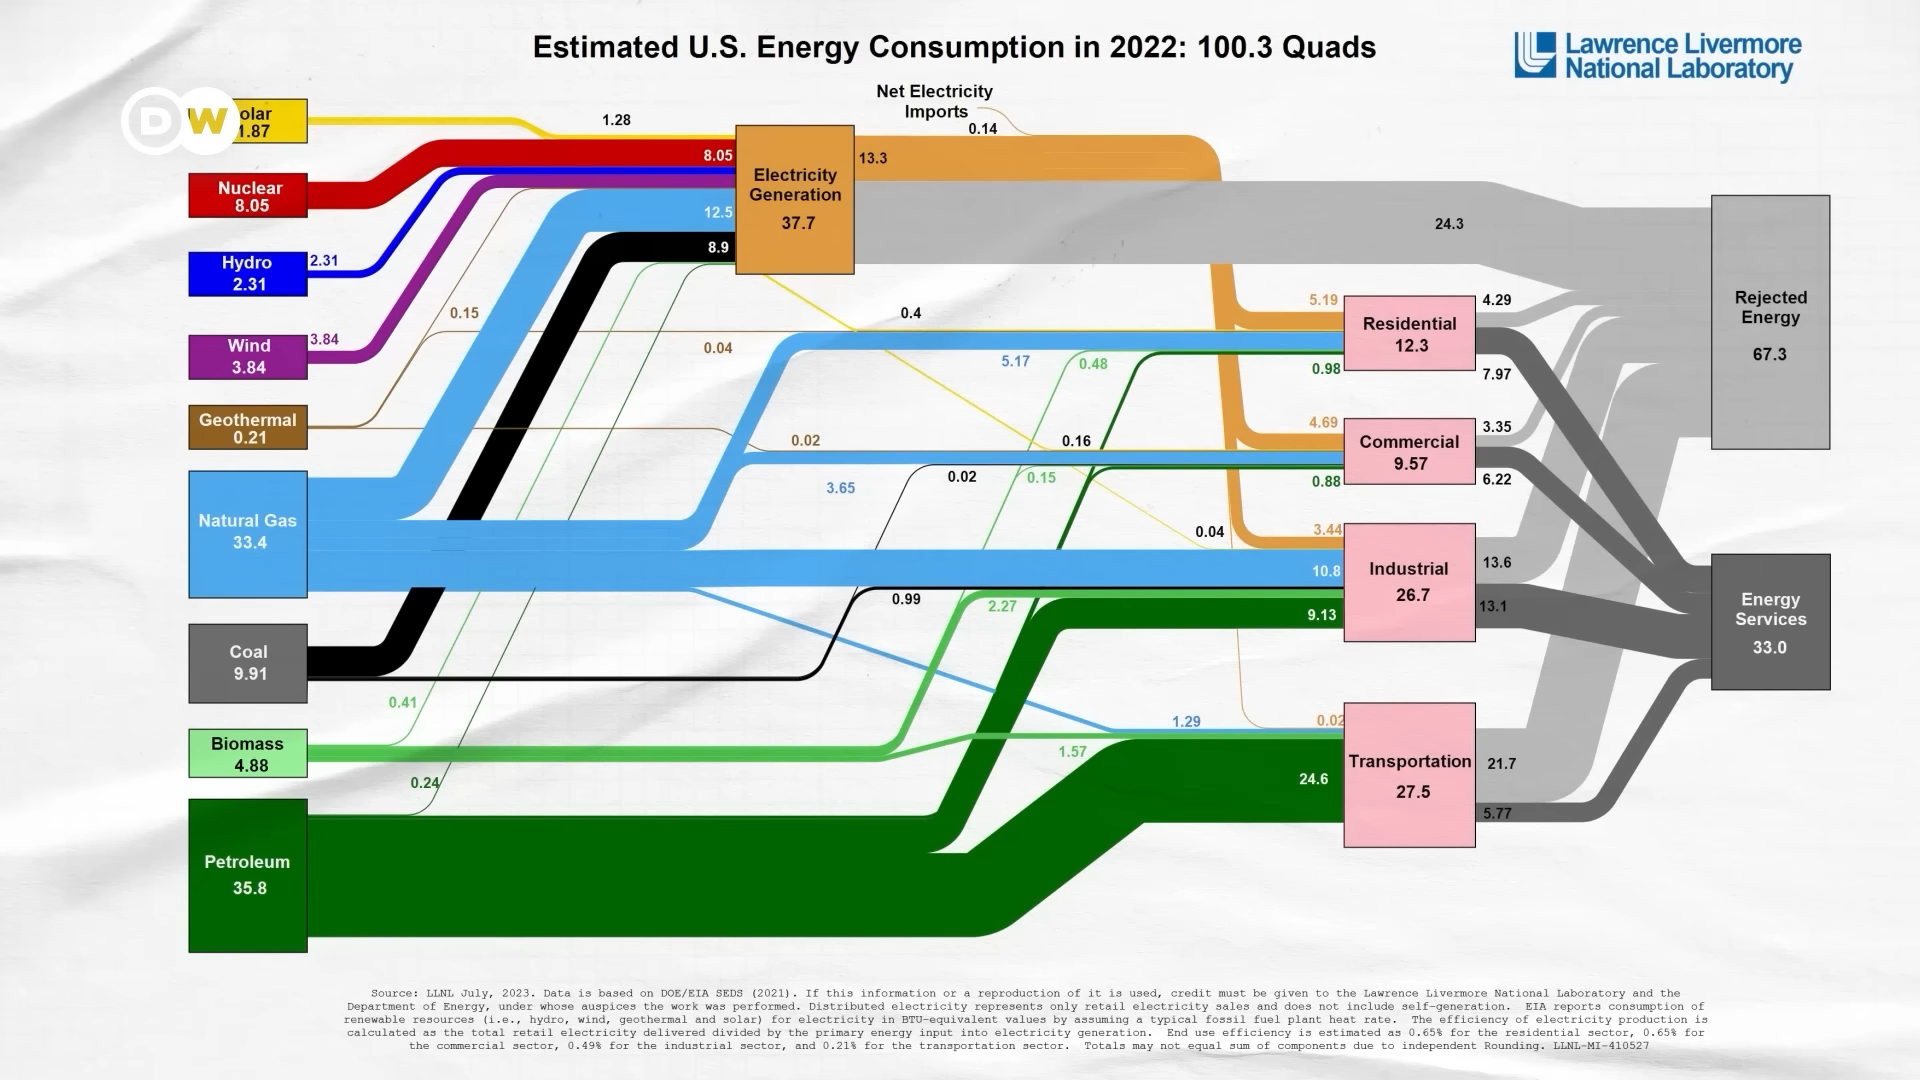 Estimated U.S. Energy Consumption in 2022: 100.3 Quads
Lawrence Livermore
National Laboratory
DW
olar
1.87
Nuclear
8.05
Hydro
2.31
2.31
Wind
3.84
3.84
Geothermal
0.21
Natural Gas
33.4
Coal
9.91
Biomass
4.88
Petroleum
35.8
1.28
8.05
12.5
8.9
0.15
0.04
0.41
0.24
Electricity
Generation
37.7
Net Electricity
Imports
0.14
13.3
24.3
0.4
5.17
0.48
0.98
5.19
0.02
0.16
3.65
0.02
0.15
0.88
4.69
0.04
3.44
10.8
0.99
2.27
9.13
1.29
1.57
0.02
24.6
Residential
12.3
Commercial
9.57
Industrial
26.7
Transportation
27.5
4.29
7.97
3.35
6.22
13.6
13.1
21.7
5.77
Rejected
Energy
67.3
Energy
Services
33.0
Source: LLNL July, 2023. Data is based on DOE/EIA SEDS (2021). If this information or a reproduction of it is used, credit must be given to the Lawrence Livermore National Laboratory and the
Department of Energy, under whose auspices the work was performed. Distributed electricity represents only retail electricity sales and does not include self-generation. EIA reports consumption of
renewable resources (i.e., hydro, wind, geothermal and solar) for electricity in BTU-equivalent values by assuming a typical fossil fuel plant heat rate. The efficiency of electricity production is
calculated as the total retail electricity delivered divided by the primary energy input into electricity generation. End use efficiency is estimated as 0.65% for the residential sector, 0.65% for
the commercial sector, 0.49% for the industrial sector, and 0.21% for the transportation sector. Totals may not equal sum of components due to independent Rounding. LLNL-MI-410527